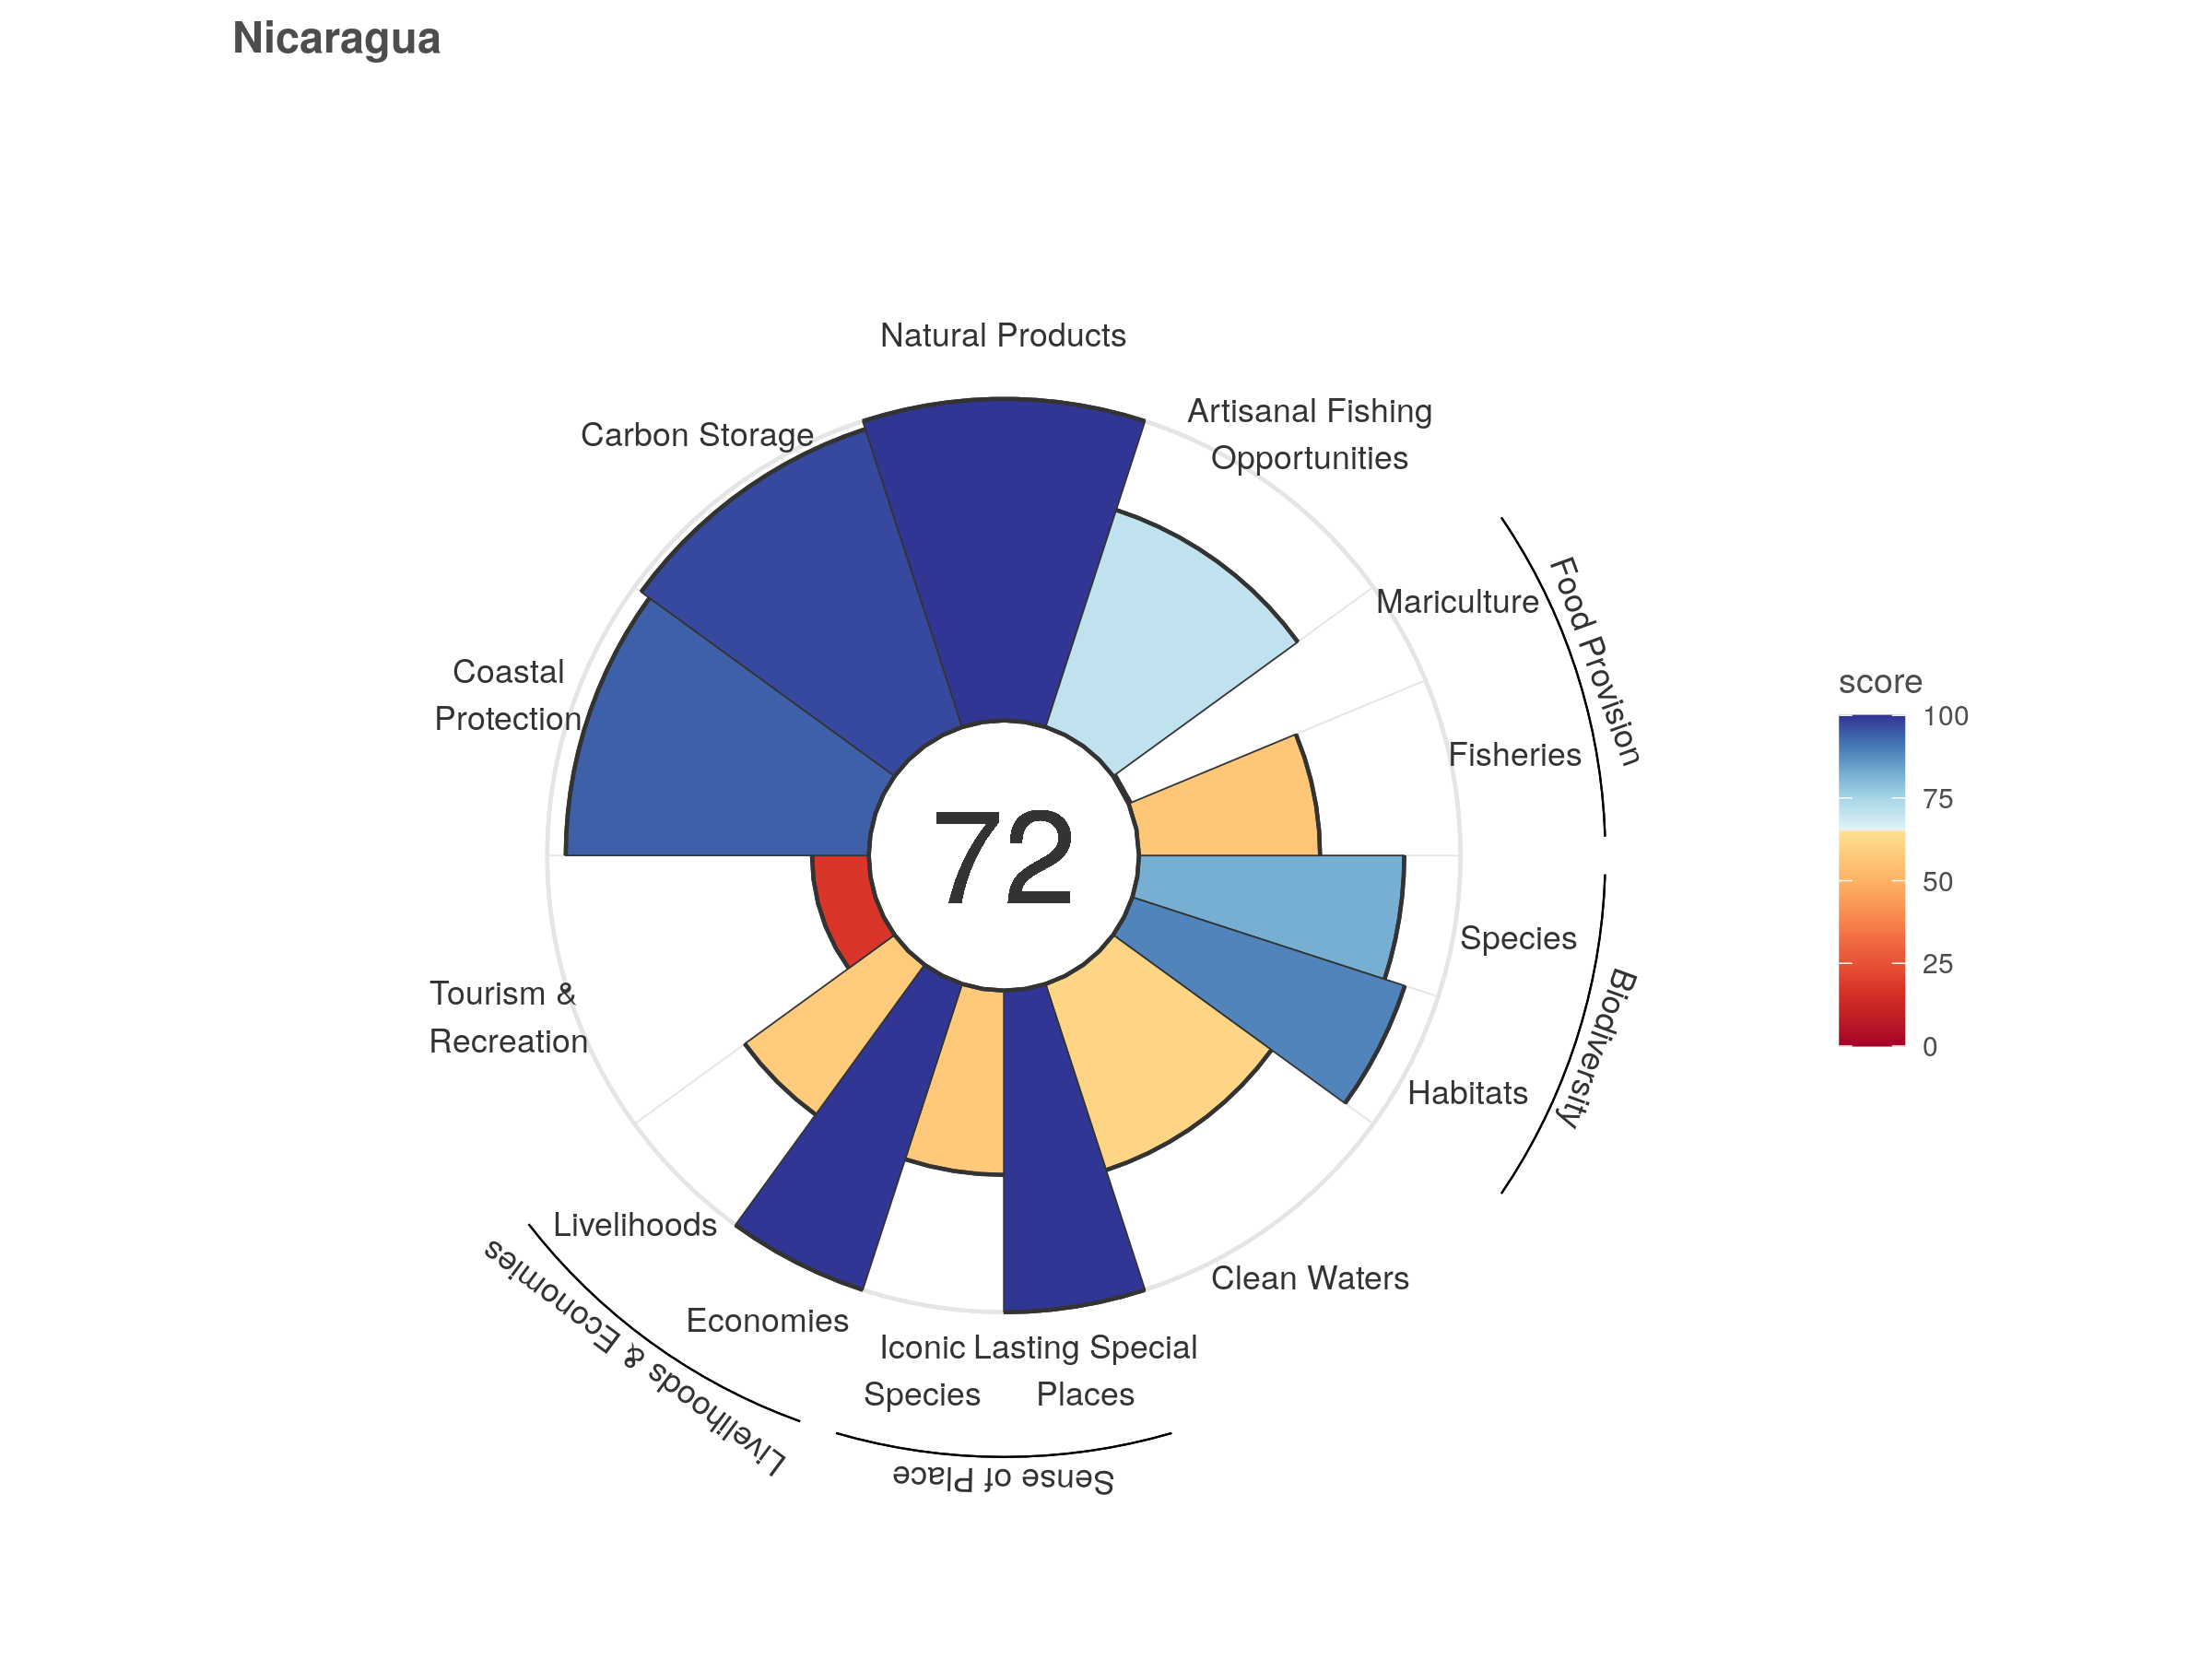 Nicaragua
Natural Products
Artisanal Fishing
Opportunities
Carbon Storage
Mariculture
Food Provision
Coastal
Protection
Fisheries
score
100
75
50
25
0
72
Species
Biodiversity
Tourism &
Recreation
Habitats
Livelihoods
Clean Waters
Economies
Livelihoods & Economies
Iconic
Species
Lasting Special
Places
Sense of Place